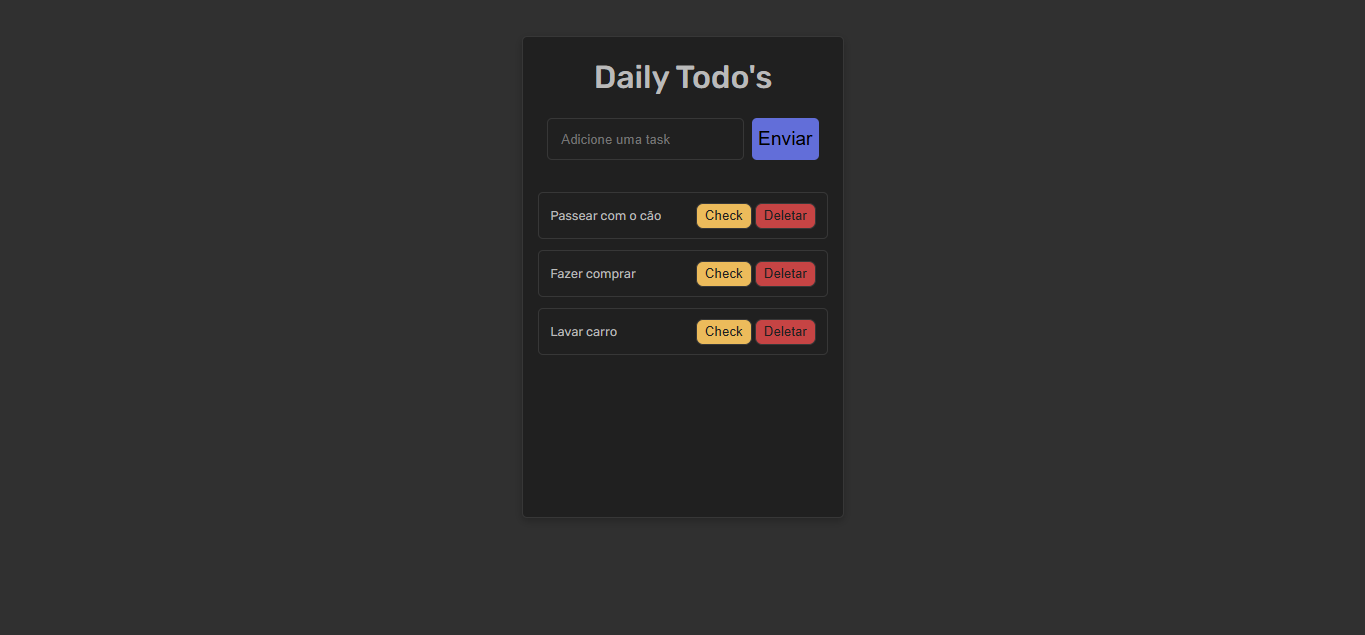 Daily Todo's
Adicione uma task Enviar
Passear com o cão Check Deletar
Fazer comprar Check Deletar
Lavar carro Check Deletar